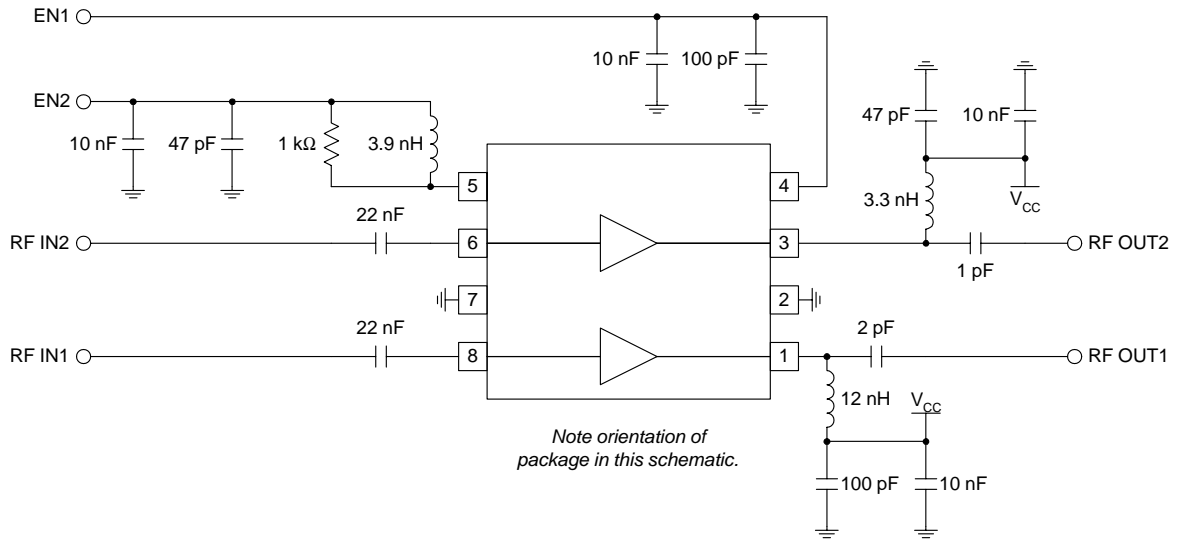 EN1
10 nF
100 pF
EN2
10 nF
47 pF
1 kΩ
3.9 nH
47 pF
10 nF
5
4
3.3 nH
VCC
22 nF
RF IN2
6
3
RF OUT2
1 pF
7
2
22 nF
2 pF
RF IN1
8
1
RF OUT1
12 nH
VCC
Note orientation of
package in this schematic.
100 pF
10 nF